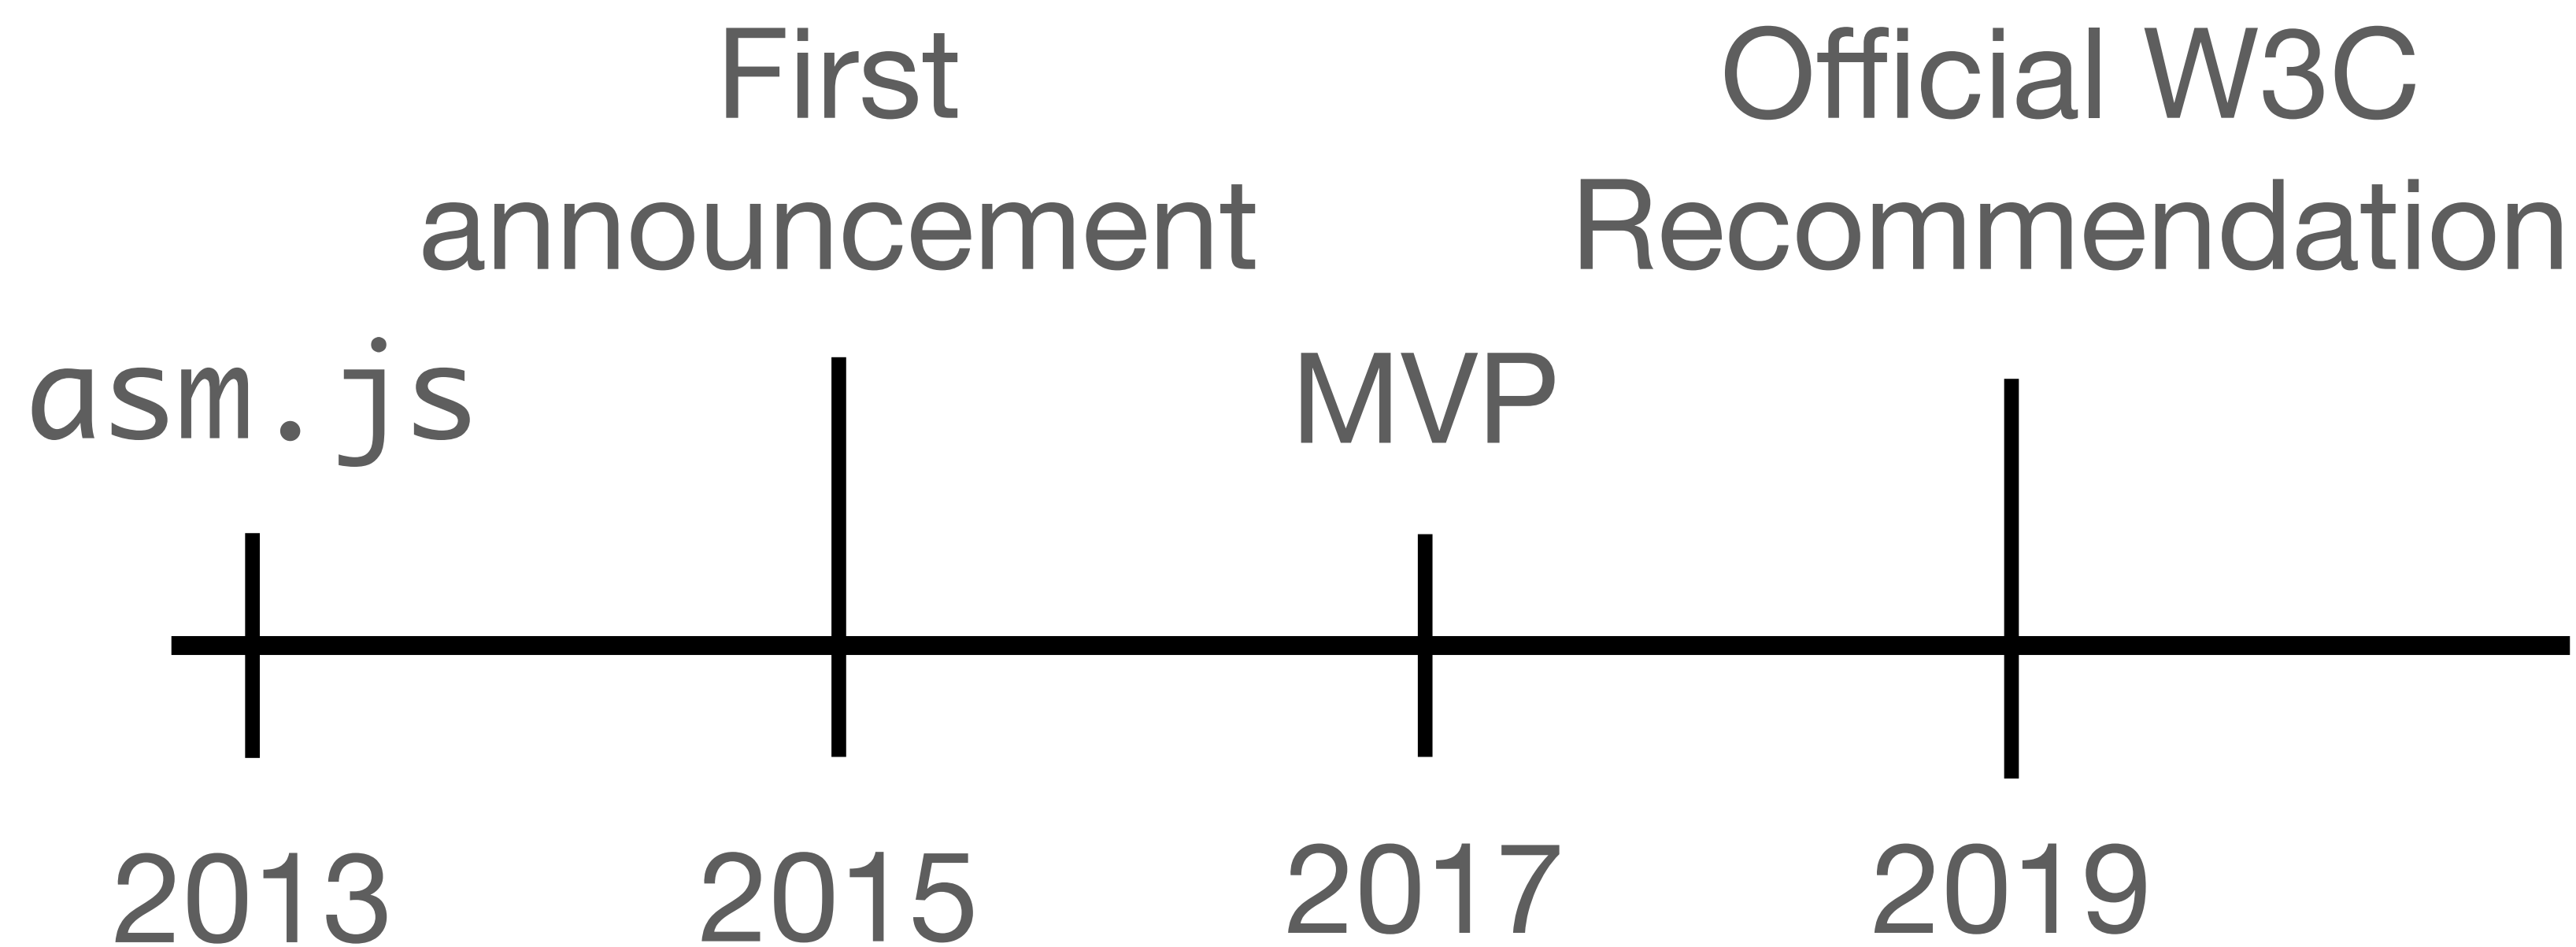 First
announcement
Official W3C
Recommendation
asm.js
MVP
2013
2015
2017
2019